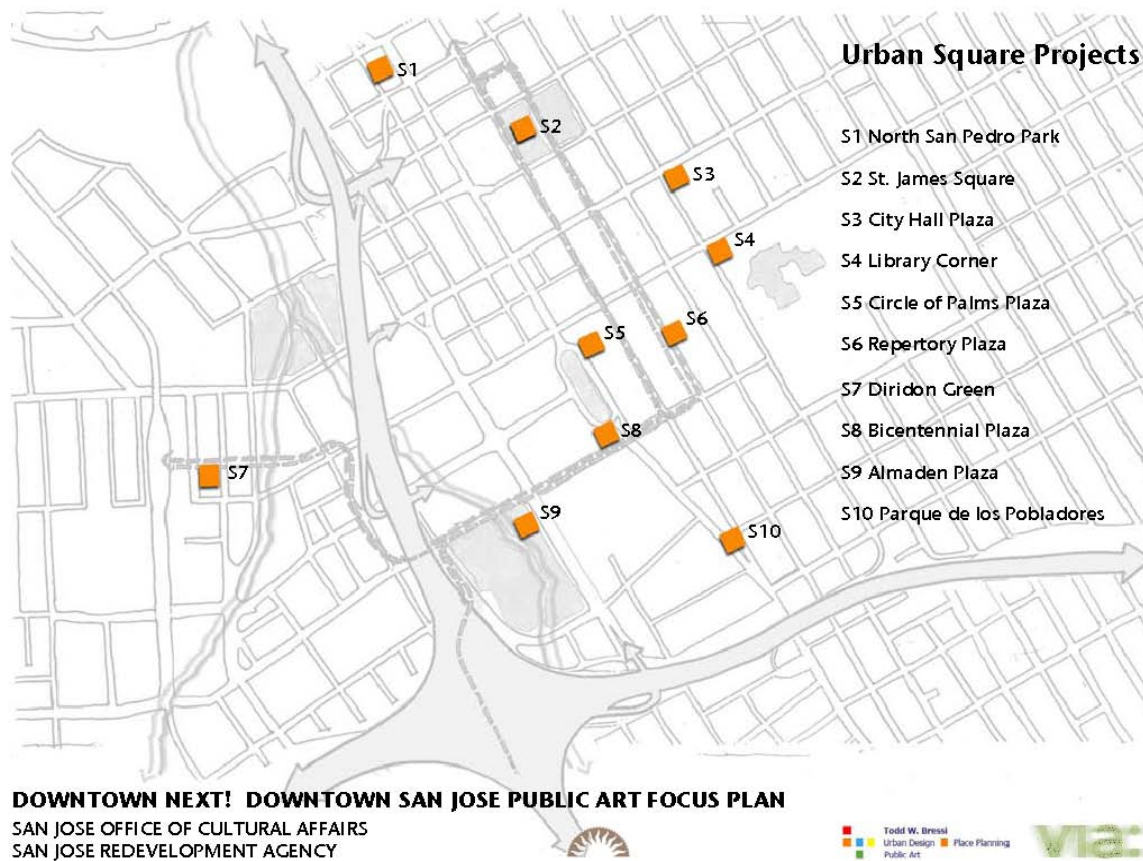 Urban Square Projects
S1
S2
S3
S4
S5
S6
S7
S8
S9
S10
S1 North San Pedro Park
S2 St. James Square
S3 City Hall Plaza
S4 Library Corner
S5 Circle of Palms Plaza
S6 Repertory Plaza
S7 Diridon Green
S8 Bicentennial Plaza
S9 Almaden Plaza
S10 Parque de los Pobladores
DOWNTOWN NEXT! DOWNTOWN SAN JOSE PUBLIC ART FOCUS PLAN
SAN JOSE OFFICE OF CULTURAL AFFAIRS
SAN JOSE REDEVELOPMENT AGENCY
Todd W. Bressi
Urban Design Place Planning
Public Art
via: